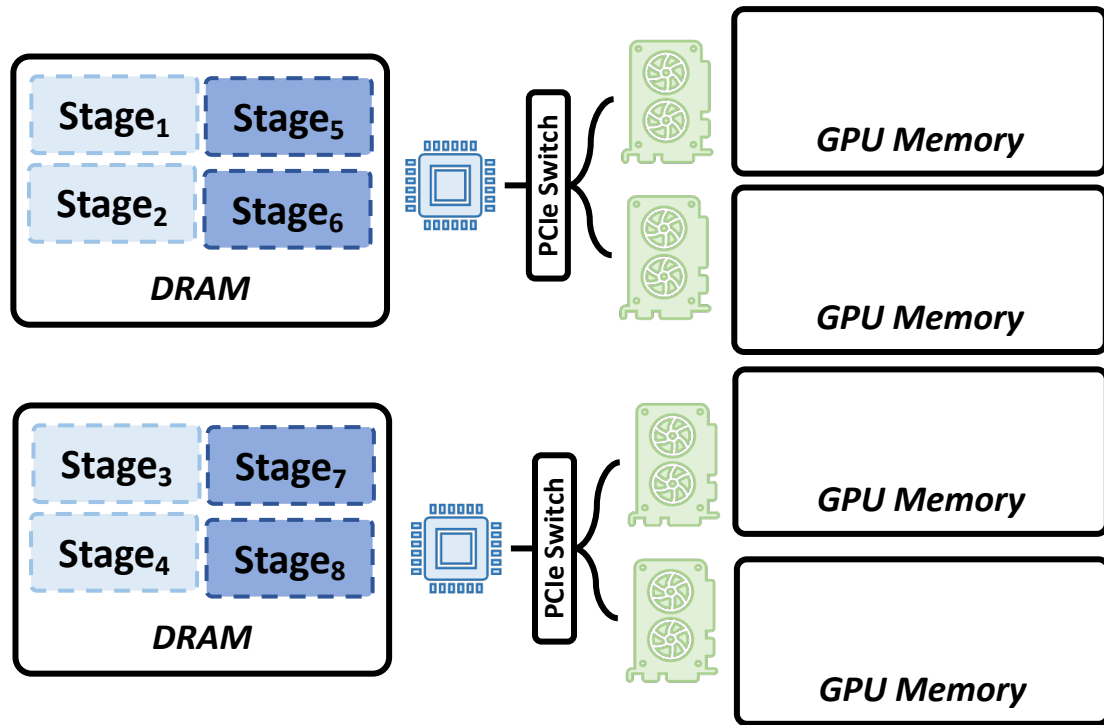 Stage₁ Stage₅
Stage₂ Stage₆
DRAM
PCIe Switch
GPU Memory
GPU Memory
Stage₃ Stage₇
Stage₄ Stage₈
DRAM
PCIe Switch
GPU Memory
GPU Memory